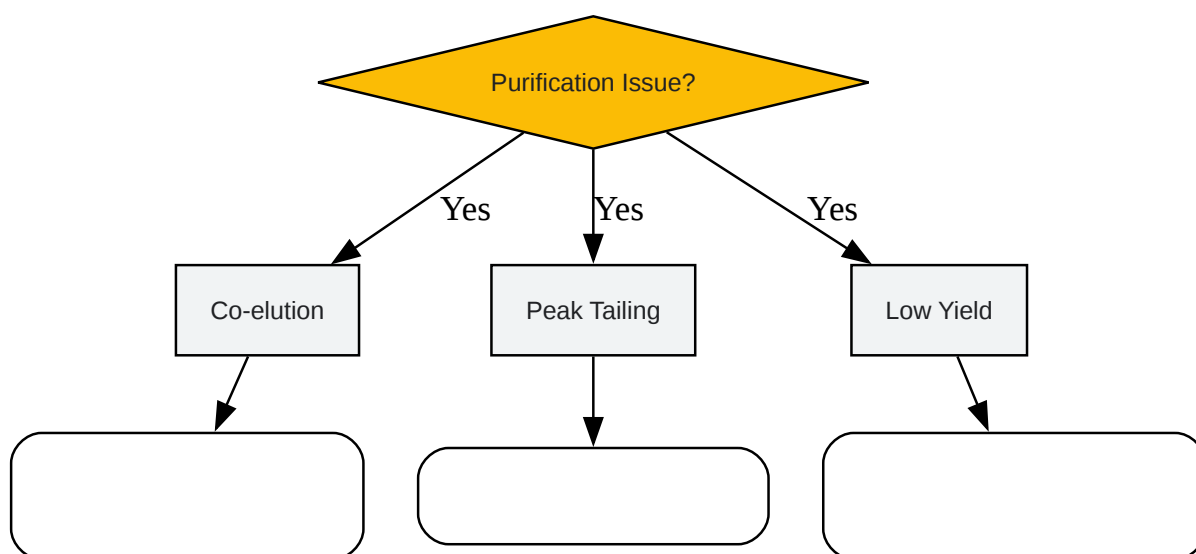 Purification Issue?
Yes
Yes
Yes
Co-elution
Peak Tailing
Low Yield